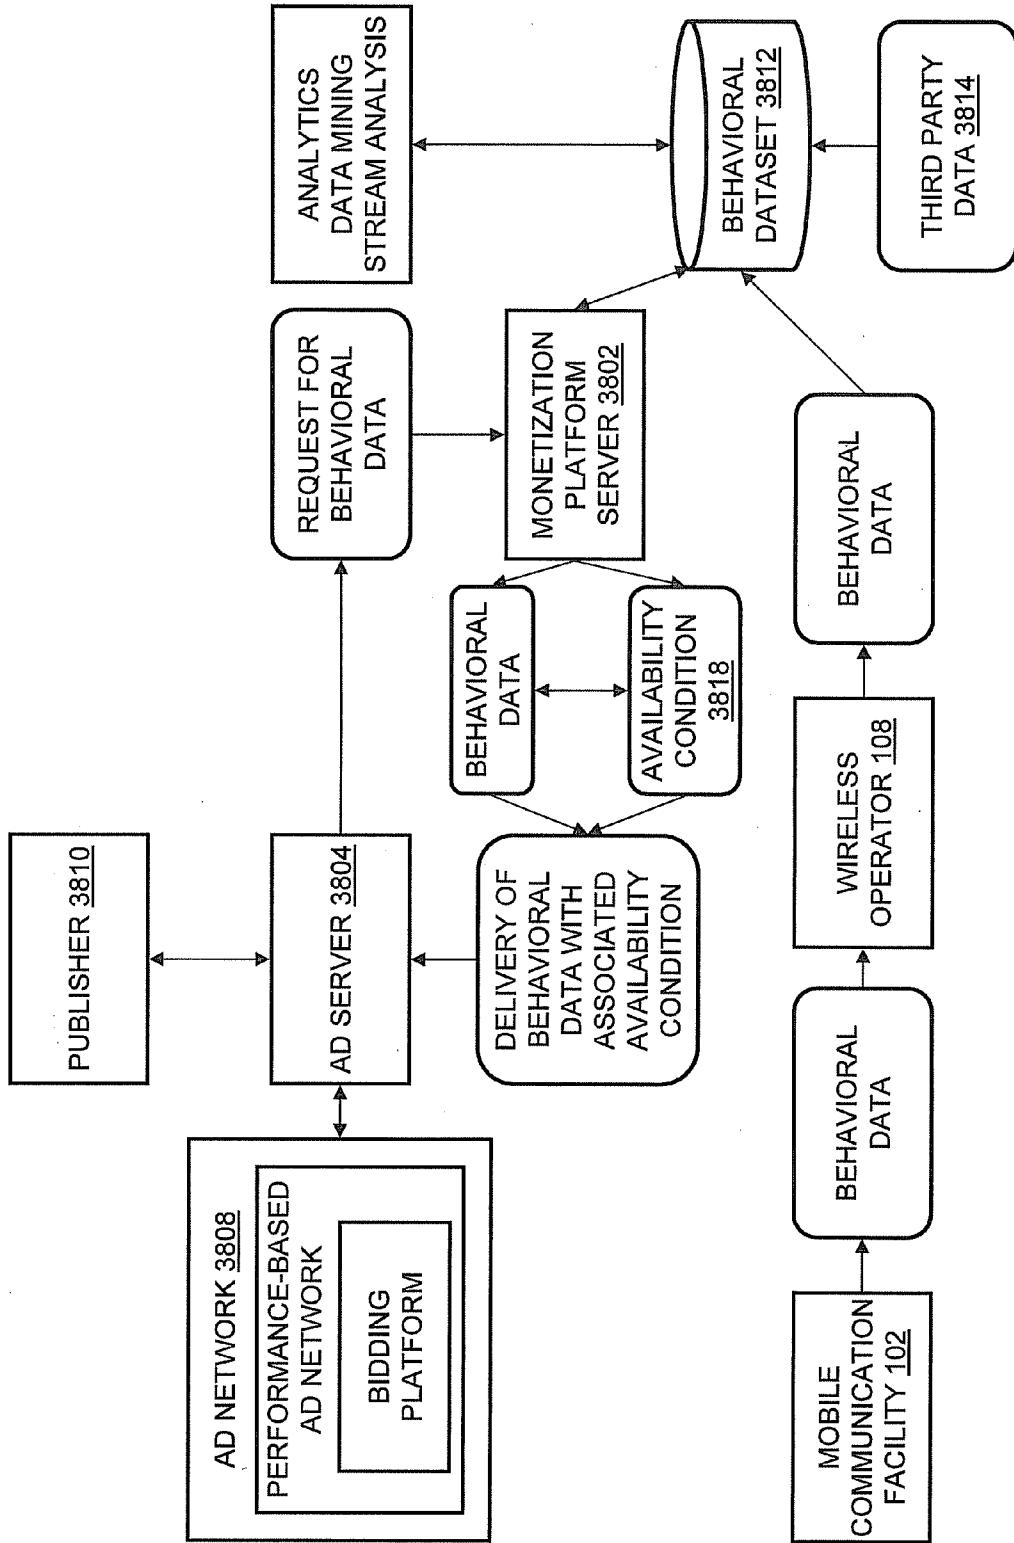 PUBLISHER 3810
AD NETWORK 3808
PERFORMANCE-BASED
AD NETWORK
BIDDING
PLATFORM
AD SERVER 3804
REQUEST FOR
BEHAVIORAL
DATA
ANALYTICS
DATA MINING
STREAM ANALYSIS
DELIVERY OF
BEHAVIORAL
DATA WITH
ASSOCIATED
AVAILABILITY
CONDITION
BEHAVIORAL
DATA
AVAILABILITY
CONDITION
3818
MONETIZATION
PLATFORM
SERVER 3802
BEHAVIORAL
DATASET 3812
MOBILE
COMMUNICATION
FACILITY 102
BEHAVIORAL
DATA
WIRELESS
OPERATOR 108
BEHAVIORAL
DATA
THIRD PARTY
DATA 3814